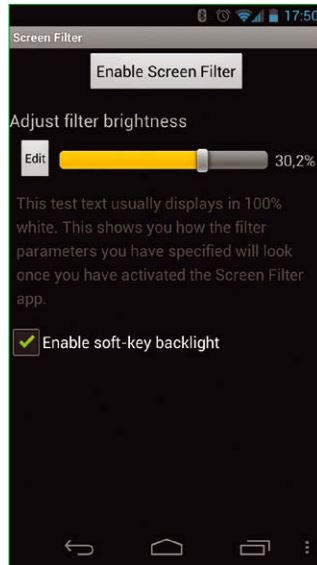 17:50
Screen Filter
Enable Screen Filter
Adjust filter brightness
Edit
30,2%
This test text usually displays in 100%
white. This shows you how the filter
parameters you have specified will look
once you have activated the Screen Filter
app.
Enable soft-key backlight